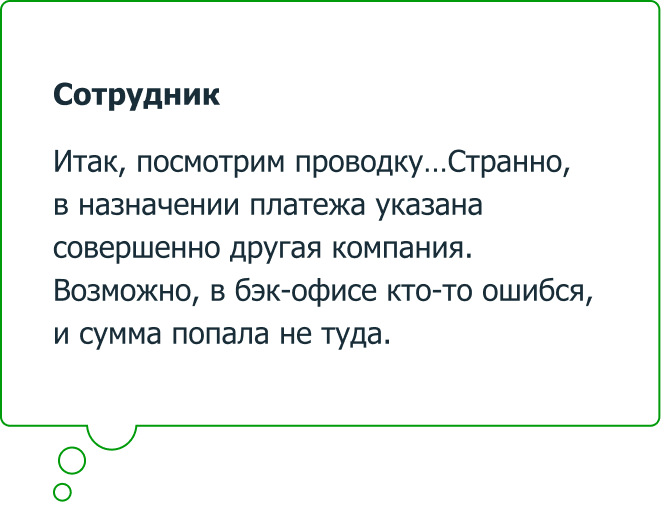 Сотрудник
Итак, посмотрим проводку...Странно,
в назначении платежа указана
совершенно другая компания.
Возможно, в бэк-офисе кто-то ошибся,
и сумма попала не туда.